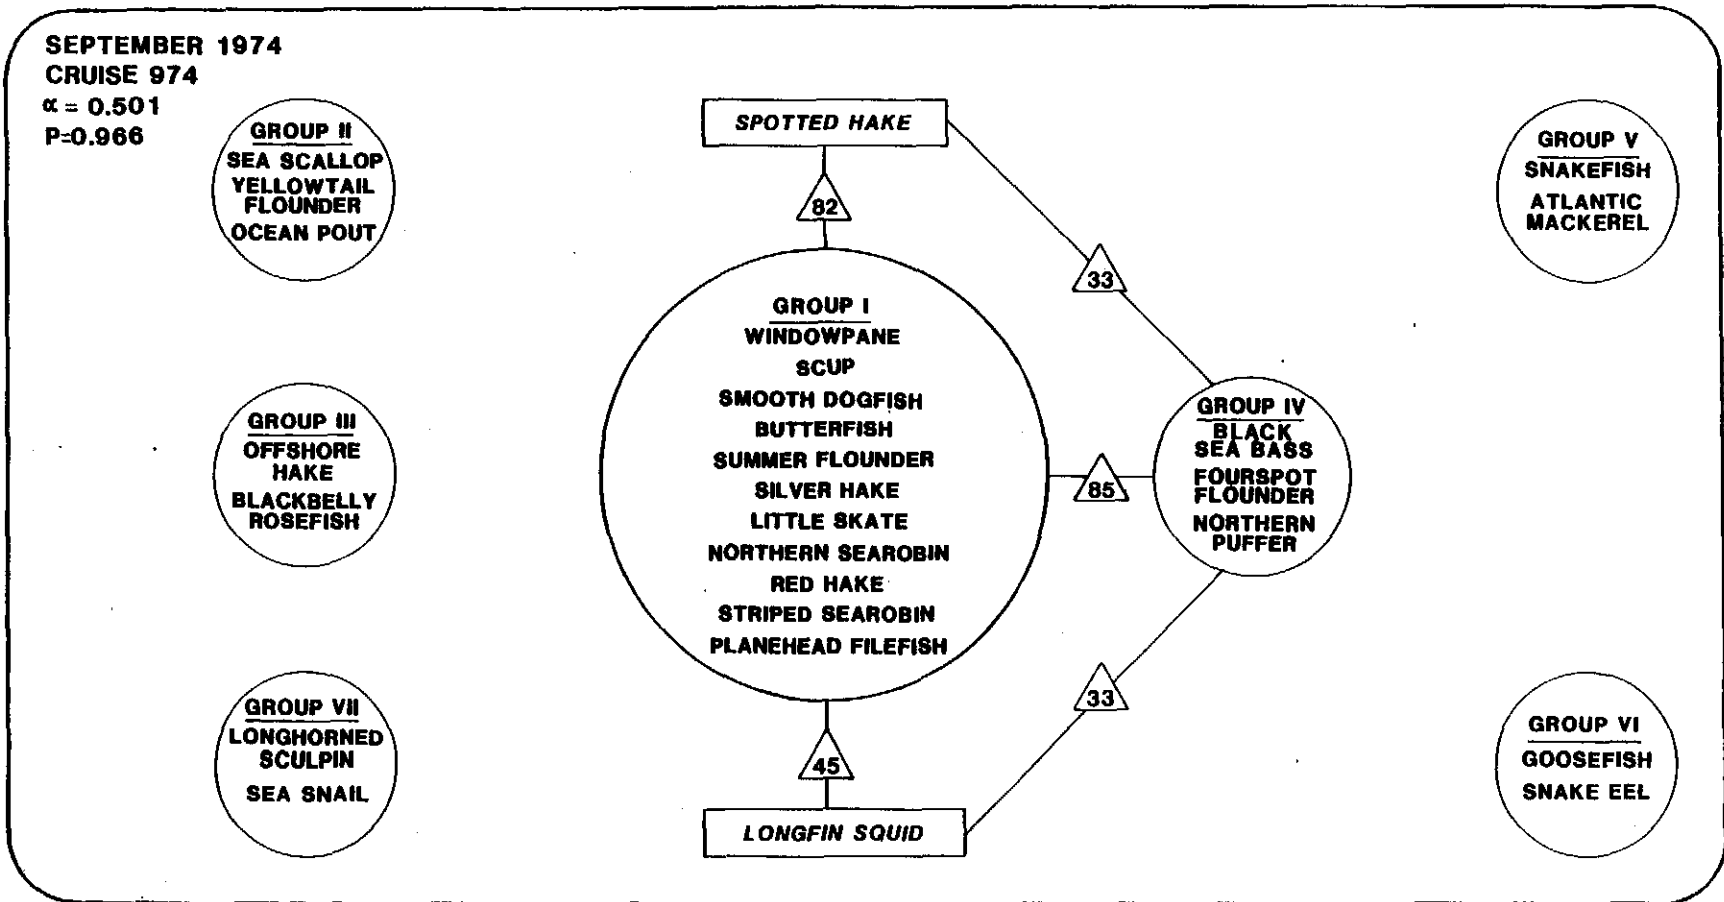 SEPTEMBER 1974
CRUISE 974
α = 0.501
P=0.966
GROUP II
SEA SCALLOP
YELLOWTAIL
FLOUNDER
OCEAN POUT
SPOTTED HAKE
82
33
GROUP V
SNAKEFISH
ATLANTIC
MACKEREL
GROUP III
OFFSHORE
HAKE
BLACKBELLY
ROSEFISH
GROUP I
WINDOWPANE
SCUP
SMOOTH DOGFISH
BUTTERFISH
SUMMER FLOUNDER
SILVER HAKE
LITTLE SKATE
NORTHERN SEAROBIN
RED HAKE
STRIPED SEAROBIN
PLANEHEAD FILEFISH
85
GROUP IV
BLACK
SEA BASS
FOURSPOT
FLOUNDER
NORTHERN
PUFFER
GROUP VII
LONGHORNED
SCULPIN
SEA SNAIL
45
33
LONGFIN SQUID
GROUP VI
GOOSEFISH
SNAKE EEL